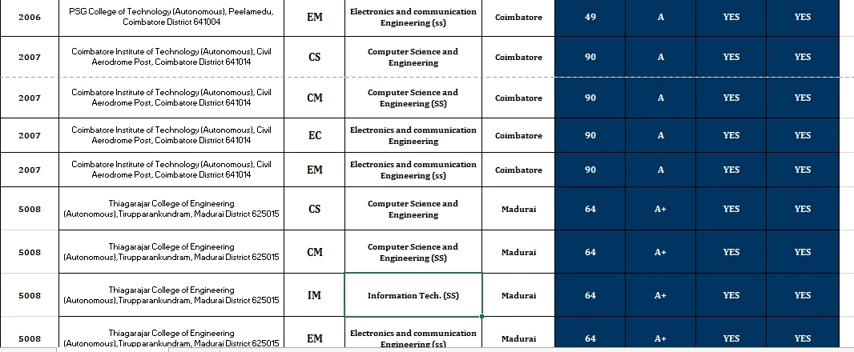 2006 PSG College of Technology (Autonomous), Peelamedu, Coimbatore District 641004 EM Electronics and communication Engineering (ss) Coimbatore 49 A YES YES
2007 Coimbatore Institute of Technology (Autonomous), Civil Aerodrome Post, Coimbatore District 641014 CS Computer Science and Engineering Coimbatore 90 A YES YES
2007 Coimbatore Institute of Technology (Autonomous), Civil Aerodrome Post, Coimbatore District 641014 CM Computer Science and Engineering (SS) Coimbatore 90 A YES YES
2007 Coimbatore Institute of Technology (Autonomous), Civil Aerodrome Post, Coimbatore District 641014 EC Electronics and communication Engineering Coimbatore 90 A YES YES
2007 Coimbatore Institute of Technology (Autonomous), Civil Aerodrome Post, Coimbatore District 641014 EM Electronics and communication Engineering (ss) Coimbatore 90 A YES YES
5008 Thiagarajar College of Engineering (Autonomous),Tirupparankundram, Madurai District 625015 CS Computer Science and Engineering Madurai 64 A+ YES YES
5008 Thiagarajar College of Engineering (Autonomous),Tirupparankundram, Madurai District 625015 CM Computer Science and Engineering (SS) Madurai 64 A+ YES YES
5008 Thiagarajar College of Engineering (Autonomous),Tirupparankundram, Madurai District 625015 IM Information Tech. (SS) Madurai 64 A+ YES YES
5008 Thiagarajar College of Engineering (Autonomous),Tirupparankundram, Madurai District 625015 EM Electronics and communication Engineering (ss) Madurai 64 A+ YES YES